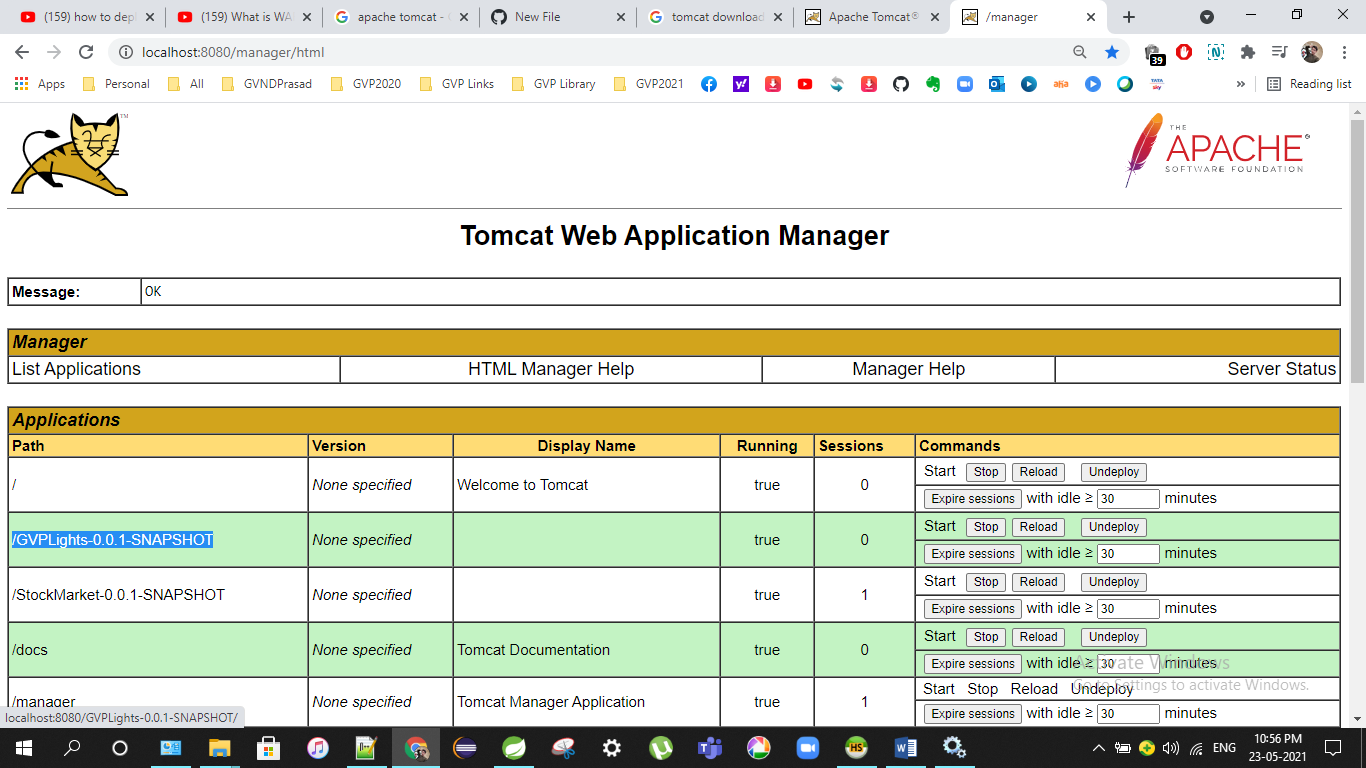 (159) how to depl
(159) What is WA
apache tomcat -
New File
tomcat download
Apache Tomcat®
/manager
localhost:8080/manager/html
39
Apps
Personal
All
GVNDPrasad
GVP2020
GVP Links
GVP Library
GVP2021
aha
TATA
sky
»
Reading list
TM
THE
APACHE®
SOFTWARE FOUNDATION
Tomcat Web Application Manager
Message: OK
Manager
List Applications HTML Manager Help Manager Help Server Status
Applications
Path Version Display Name Running Sessions Commands
/ None specified Welcome to Tomcat true 0 Start Stop Reload Undeploy
Expire sessions with idle ≥ 30 minutes
/GVPLights-0.0.1-SNAPSHOT None specified true 0 Start Stop Reload Undeploy
Expire sessions with idle ≥ 30 minutes
/StockMarket-0.0.1-SNAPSHOT None specified true 1 Start Stop Reload Undeploy
Expire sessions with idle ≥ 30 minutes
/docs None specified Tomcat Documentation true 0 Start Stop Reload Undeploy
Expire sessions with idle ≥ 30 minutes
Activate Windows
Go to Settings to activate Windows.
/manager None specified Tomcat Manager Application true 1 Start Stop Reload Undeploy
Expire sessions with idle ≥ 30 minutes
localhost:8080/GVPLights-0.0.1-SNAPSHOT/
HS
ENG
10:56 PM
23-05-2021